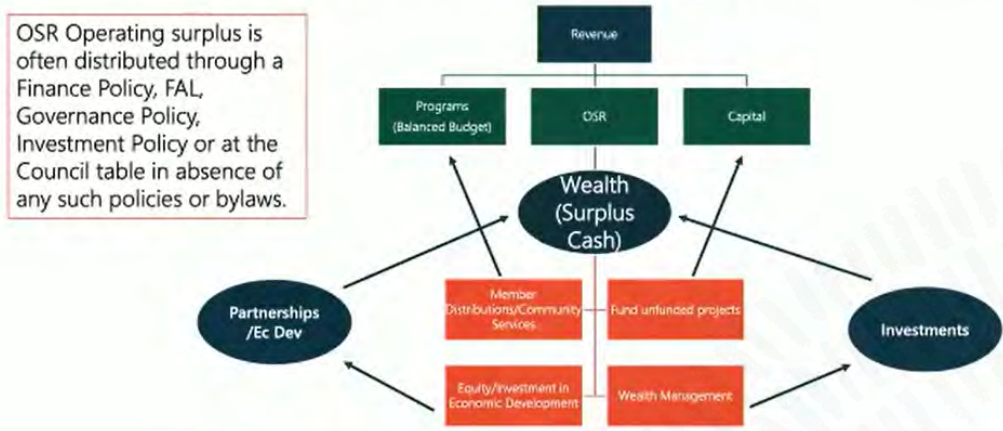 OSR Operating surplus is
often distributed through a
Finance Policy, FAL,
Governance Policy,
Investment Policy or at the
Council table in absence of
any such policies or bylaws.
Revenue
Programs
(Balanced Budget)
OSR
Capital
Wealth
(Surplus
Cash)
Partnerships
/Ec Dev
Member
Distributions/Community
Services
Fund unfunded projects
Investments
Equity/Investment in
Economic Development
Wealth Management